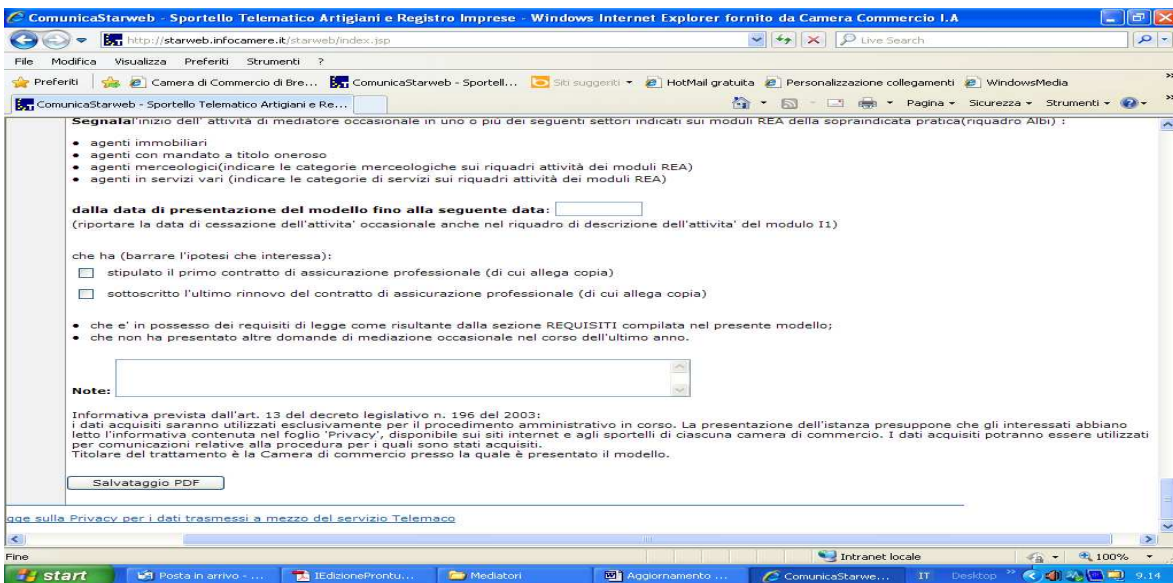 ComunicaStarweb - Sportello Telematico Artigiani e Registro Imprese - Windows Internet Explorer fornito da Camera Commercio I.A
http://starweb.infocamere.it/starweb/index.jsp
Live Search
File Modifica Visualizza Preferiti Strumenti ?
Preferiti Camera di Commercio di Bre... ComunicaStarweb - Sportell... Siti suggeriti HotMail gratuita Personalizzazione collegamenti WindowsMedia
ComunicaStarweb - Sportello Telematico Artigiani e Re... Pagina Sicurezza Strumenti
Segnalal'inizio dell' attività di mediatore occasionale in uno o più dei seguenti settori indicati sui moduli REA della sopraindicata pratica(riquadro Albi) :
• agenti immobiliari
• agenti con mandato a titolo oneroso
• agenti merceologici(indicare le categorie merceologiche sui riquadri attività dei moduli REA)
• agenti in servizi vari (indicare le categorie di servizi sui riquadri attività dei moduli REA)
dalla data di presentazione del modello fino alla seguente data:
(riportare la data di cessazione dell'attivita' occasionale anche nel riquadro di descrizione dell'attivita' del modulo I1)
che ha (barrare l'ipotesi che interessa):
stipulato il primo contratto di assicurazione professionale (di cui allega copia)
sottoscritto l'ultimo rinnovo del contratto di assicurazione professionale (di cui allega copia)
• che e' in possesso dei requisiti di legge come risultante dalla sezione REQUISITI compilata nel presente modello;
• che non ha presentato altre domande di mediazione occasionale nel corso dell'ultimo anno.
Note:
Informativa prevista dall'art. 13 del decreto legislativo n. 196 del 2003:
i dati acquisiti saranno utilizzati esclusivamente per il procedimento amministrativo in corso. La presentazione dell'istanza presuppone che gli interessati abbiano
letto l'informativa contenuta nel foglio 'Privacy', disponibile sui siti internet e agli sportelli di ciascuna camera di commercio. I dati acquisiti potranno essere utilizzati
per comunicazioni relative alla procedura per i quali sono stati acquisiti.
Titolare del trattamento è la Camera di commercio presso la quale è presentato il modello.
Salvataggio PDF
gge sulla Privacy per i dati trasmessi a mezzo del servizio Telemaco
Fine Intranet locale 100%
start Posta in arrivo - ... IEdizioneProntu... Mediatori Aggiornamento ... ComunicaStarwe... IT Desktop 9.14